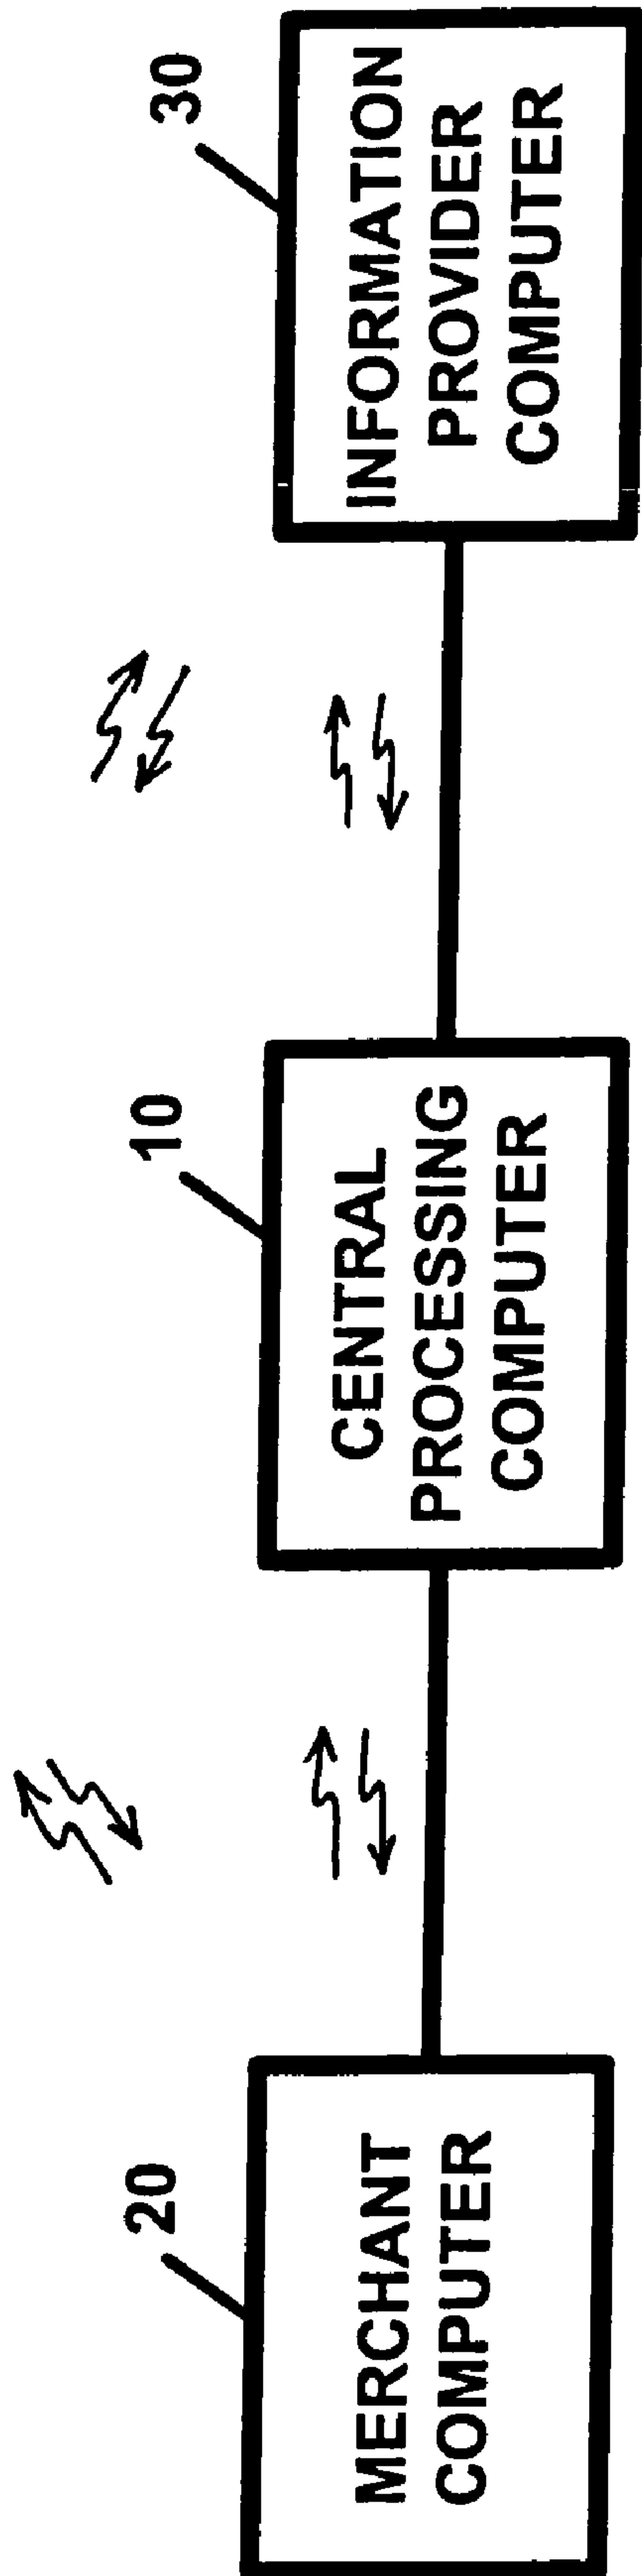 20
MERCHANT
COMPUTER
10
CENTRAL
PROCESSING
COMPUTER
30
INFORMATION
PROVIDER
COMPUTER